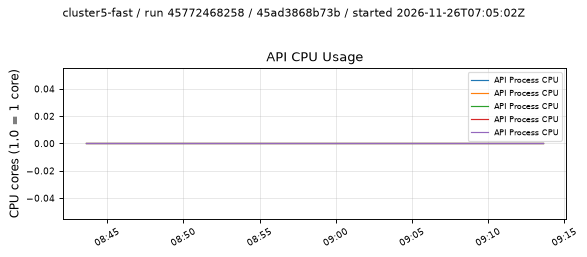 cluster5-fast / run 45772468258 / 45ad3868b73b / started 2026-11-26T07:05:02Z
API CPU Usage
CPU cores (1.0 = 1 core)
0.04
0.02
0.00
−0.02
−0.04
API Process CPU
API Process CPU
API Process CPU
API Process CPU
API Process CPU
08:45
08:50
08:55
09:00
09:05
09:10
09:15